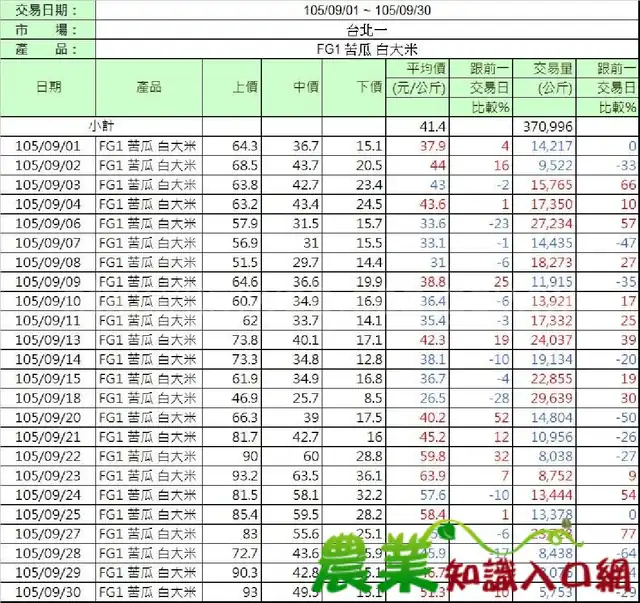 交易日期： 105/09/01 ~ 105/09/30
市 場： 台北一
產 品： FG1 苦瓜 白大米
日期 產品 上價 中價 下價 平均價 (元/公斤) 跟前一 交易日 比較% 交易量 (公斤) 跟前一 交易日 比較%
小計 41.4 370,996
105/09/01 FG1 苦瓜 白大米 64.3 36.7 15.1 37.9 4 14,217 0
105/09/02 FG1 苦瓜 白大米 68.5 43.7 20.5 44 16 9,522 -33
105/09/03 FG1 苦瓜 白大米 63.8 42.7 23.4 43 -2 15,765 66
105/09/04 FG1 苦瓜 白大米 63.2 43.4 24.5 43.6 1 17,350 10
105/09/06 FG1 苦瓜 白大米 57.9 31.5 15.7 33.6 -23 27,234 57
105/09/07 FG1 苦瓜 白大米 56.9 31 15.5 33.1 -1 14,435 -47
105/09/08 FG1 苦瓜 白大米 51.5 29.7 14.4 31 -6 18,273 27
105/09/09 FG1 苦瓜 白大米 64.6 36.6 19.9 38.8 25 11,915 -35
105/09/10 FG1 苦瓜 白大米 60.7 34.9 16.9 36.4 -6 13,921 17
105/09/11 FG1 苦瓜 白大米 62 33.7 14.1 35.4 -3 17,332 25
105/09/13 FG1 苦瓜 白大米 73.8 40.1 17.1 42.3 19 24,037 39
105/09/14 FG1 苦瓜 白大米 73.3 34.8 12.8 38.1 -10 19,134 -20
105/09/15 FG1 苦瓜 白大米 61.9 34.9 16.8 36.7 -4 22,855 19
105/09/18 FG1 苦瓜 白大米 46.9 25.7 8.5 26.5 -28 29,639 30
105/09/20 FG1 苦瓜 白大米 66.3 39 17.5 40.2 52 14,804 -50
105/09/21 FG1 苦瓜 白大米 81.7 42.7 16 45.2 12 10,956 -26
105/09/22 FG1 苦瓜 白大米 90 60 28.8 59.8 32 8,038 -27
105/09/23 FG1 苦瓜 白大米 93.2 63.5 36.1 63.9 7 8,752 9
105/09/24 FG1 苦瓜 白大米 81.5 58.1 32.2 57.6 -10 13,444 54
105/09/25 FG1 苦瓜 白大米 85.4 59.5 28.2 58.4 1 13,378 0
105/09/27 FG1 苦瓜 白大米 83 55.6 25.1 -6 77
105/09/28 FG1 苦瓜 白大米 72.7 43.6 -17 8,438 -64
105/09/29 FG1 苦瓜 白大米 90.3
105/09/30 FG1 苦瓜 白大米 93 5,753
農業知識入口網